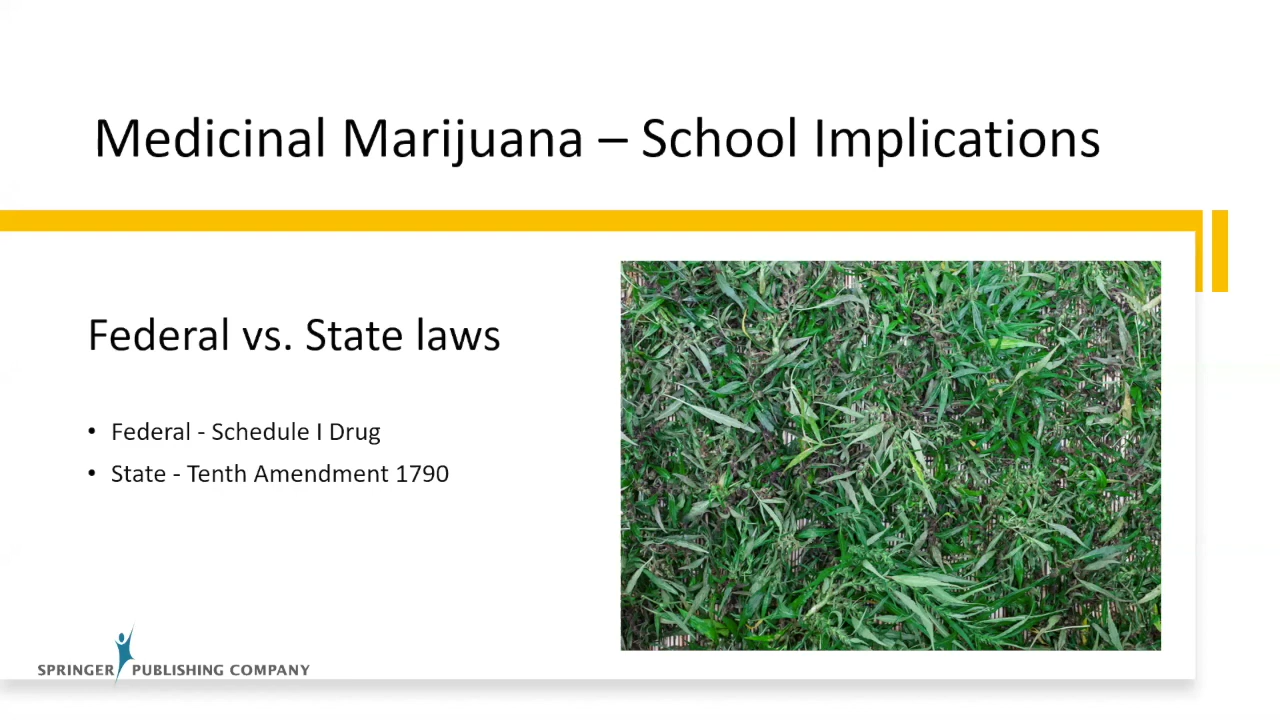 Medicinal Marijuana – School Implications
Federal vs. State laws
• Federal - Schedule I Drug
• State - Tenth Amendment 1790
SPRINGER PUBLISHING COMPANY